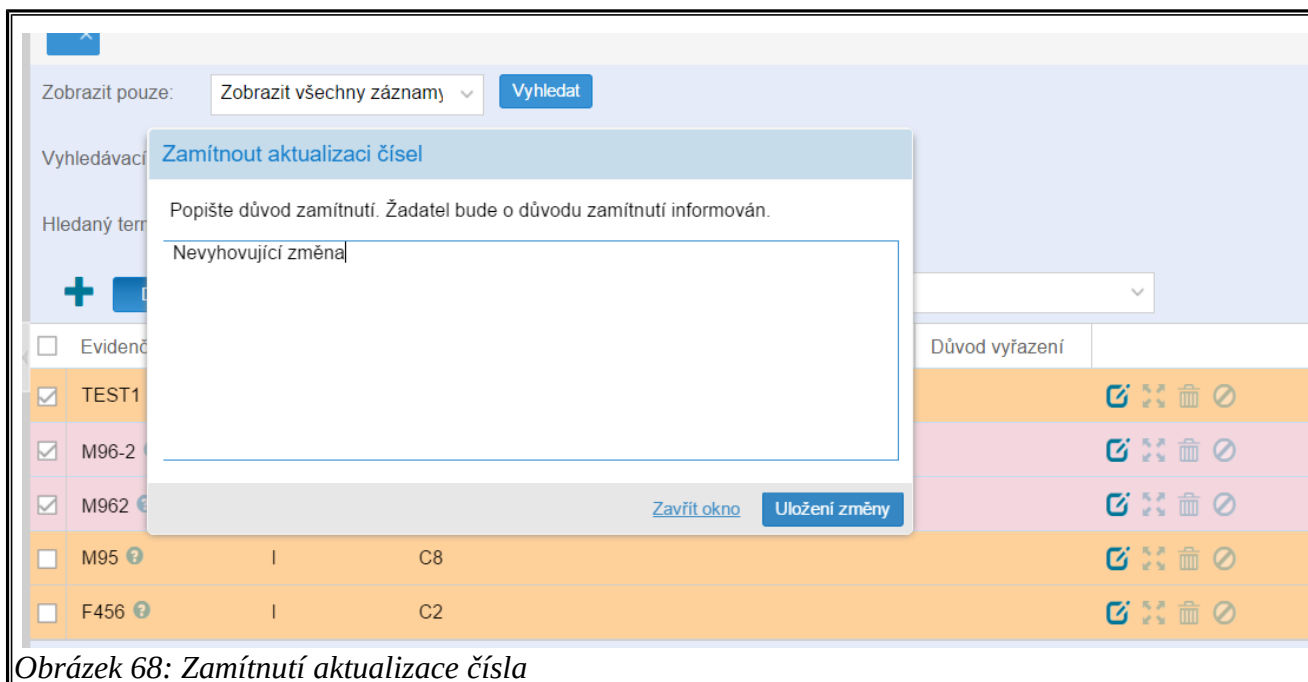 Zobrazit pouze: Zobrazit všechny záznamy Vyhledat
Vyhledávací
Zamítnout aktualizaci čísel
Popište důvod zamítnutí. Žadatel bude o důvodu zamítnutí informován.
Hledaný
Nevyhovující změna
Důvod vyřazení
TEST1
M96-2
M962
Zavřít okno Uložení změny
M95 I C8
F456 I C2
Obrázek 68: Zamítnutí aktualizace čísla